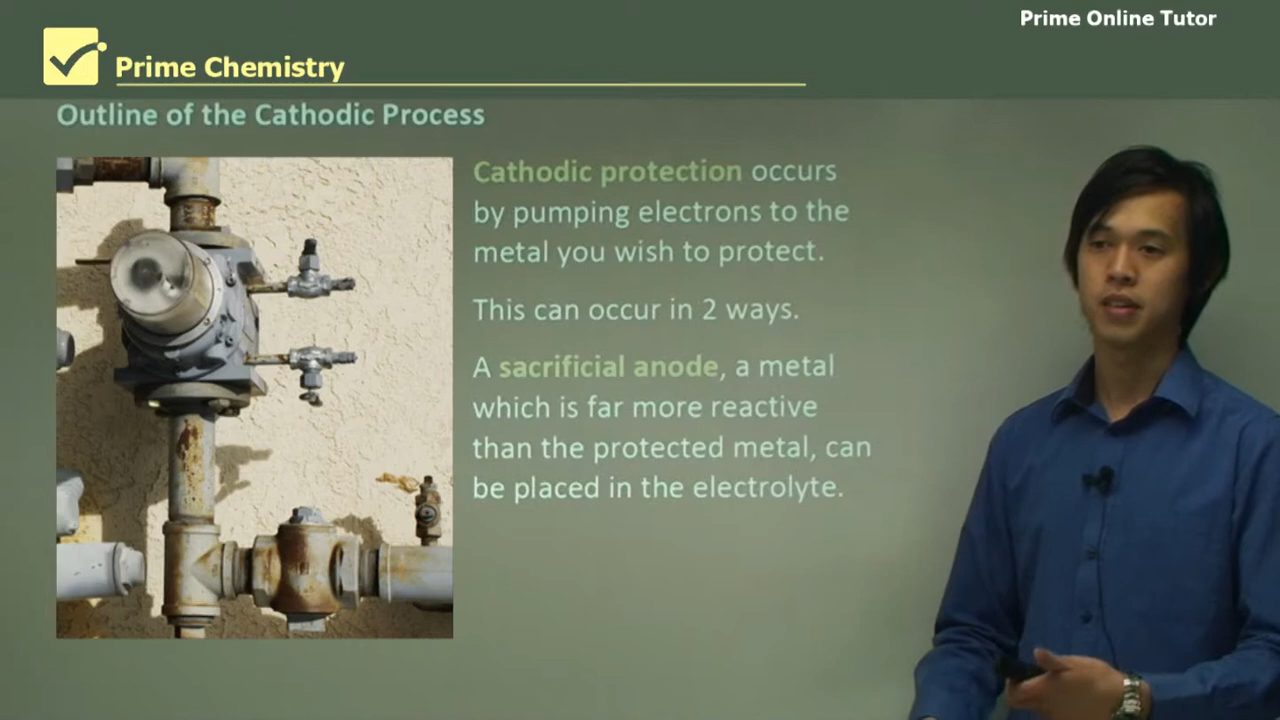 Prime Online Tutor
Prime Chemistry
Outline of the Cathodic Process
Cathodic protection occurs
by pumping electrons to the
metal you wish to protect.
This can occur in 2 ways.
A sacrificial anode, a metal
which is far more reactive
than the protected metal, can
be placed in the electrolyte.